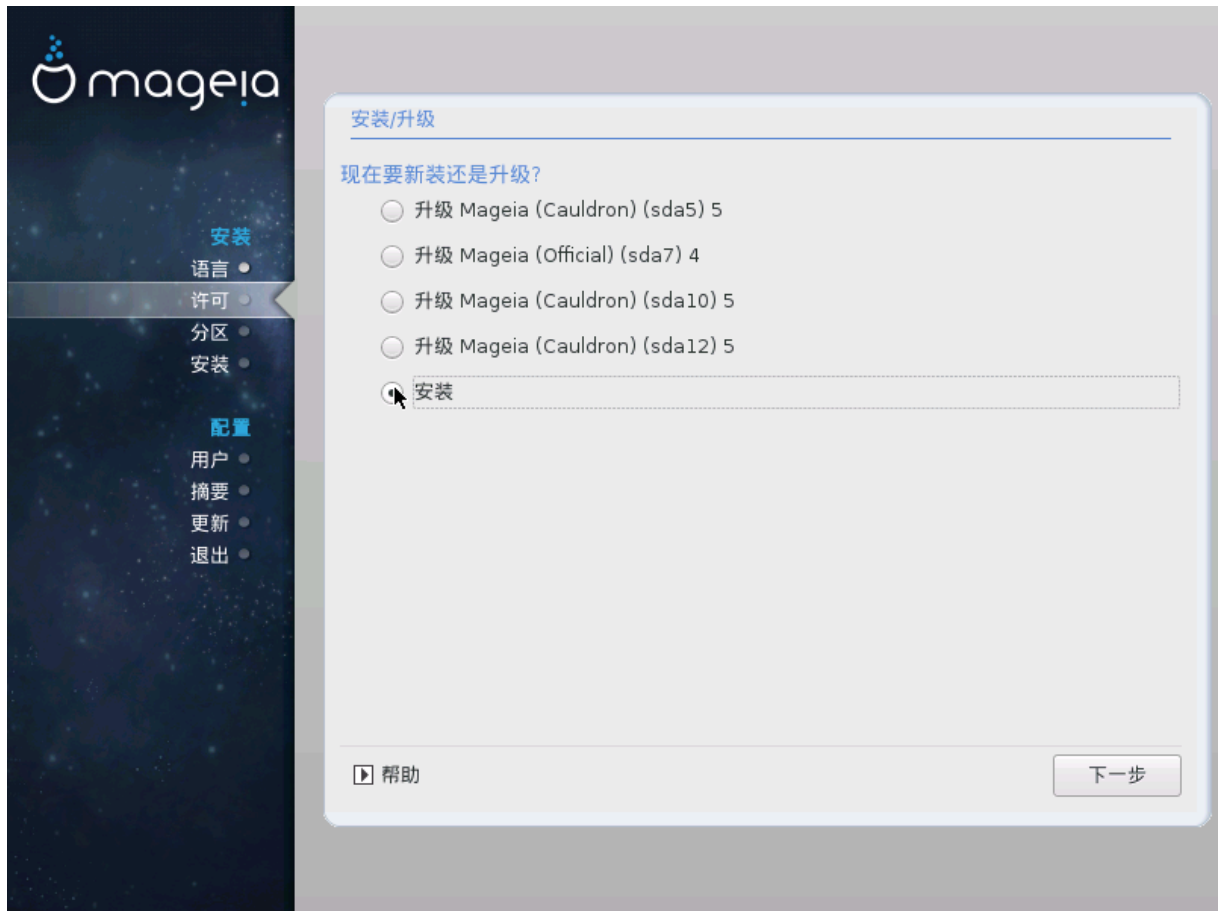 mageia
安装
语言
许可
分区
安装
配置
用户
摘要
更新
退出
安装/升级
现在要新装还是升级?
升级 Mageia (Cauldron) (sda5) 5
升级 Mageia (Official) (sda7) 4
升级 Mageia (Cauldron) (sda10) 5
升级 Mageia (Cauldron) (sda12) 5
安装
帮助
下一步